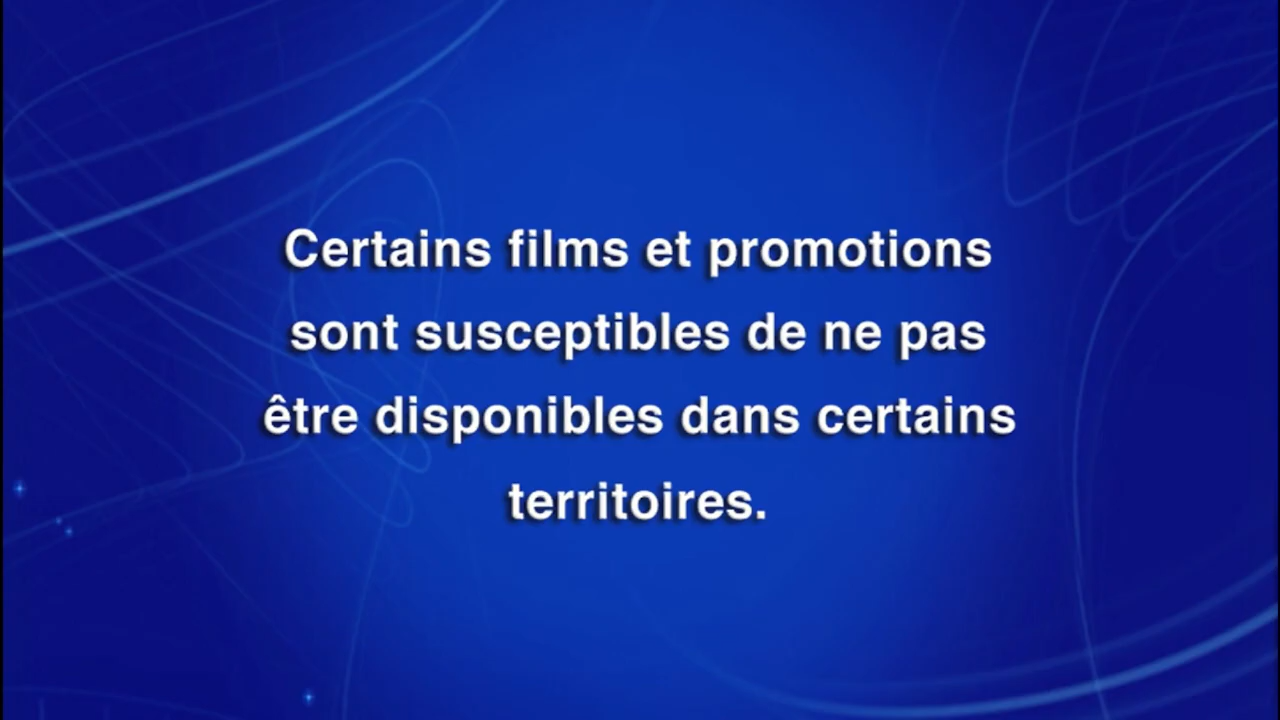 Certains films et promotions
sont susceptibles de ne pas
être disponibles dans certains
territoires.